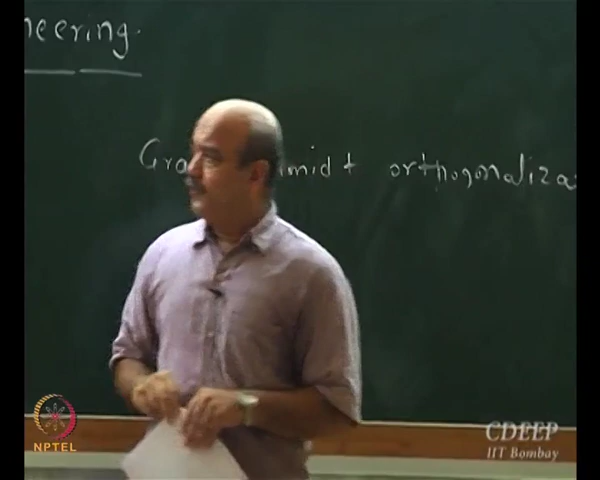 neering.
Gra midt orthogonaliza
NPTEL
CDEEP
IIT Bombay